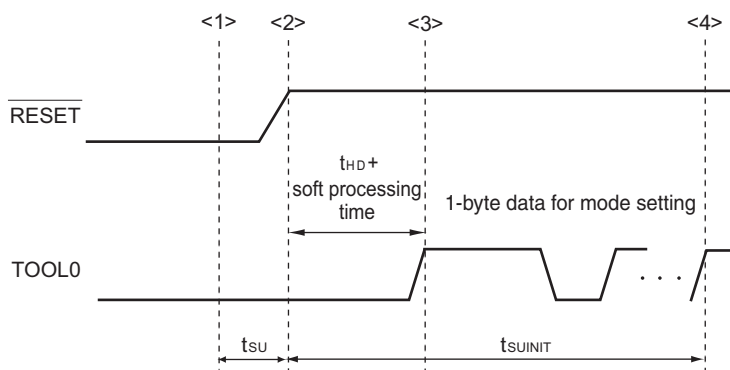 <1> <2> <3> <4>
RESET
tHD+
soft processing
time
1-byte data for mode setting
TOOL0
. . .
tSU
tSUINIT